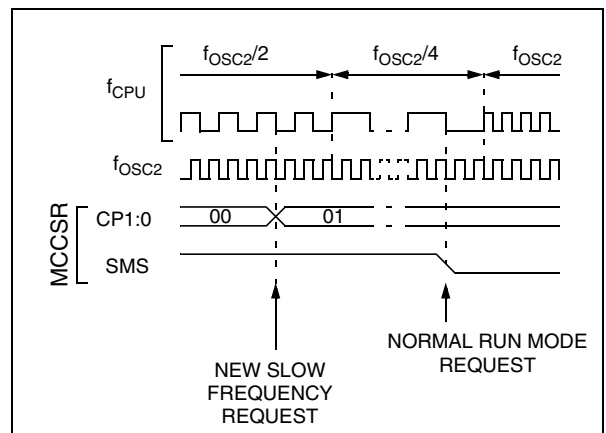 fOSC2/2 fOSC2/4 fOSC2
fCPU
fOSC2
MCCSR
CP1:0 00 01
SMS
NEW SLOW
FREQUENCY
REQUEST
NORMAL RUN MODE
REQUEST